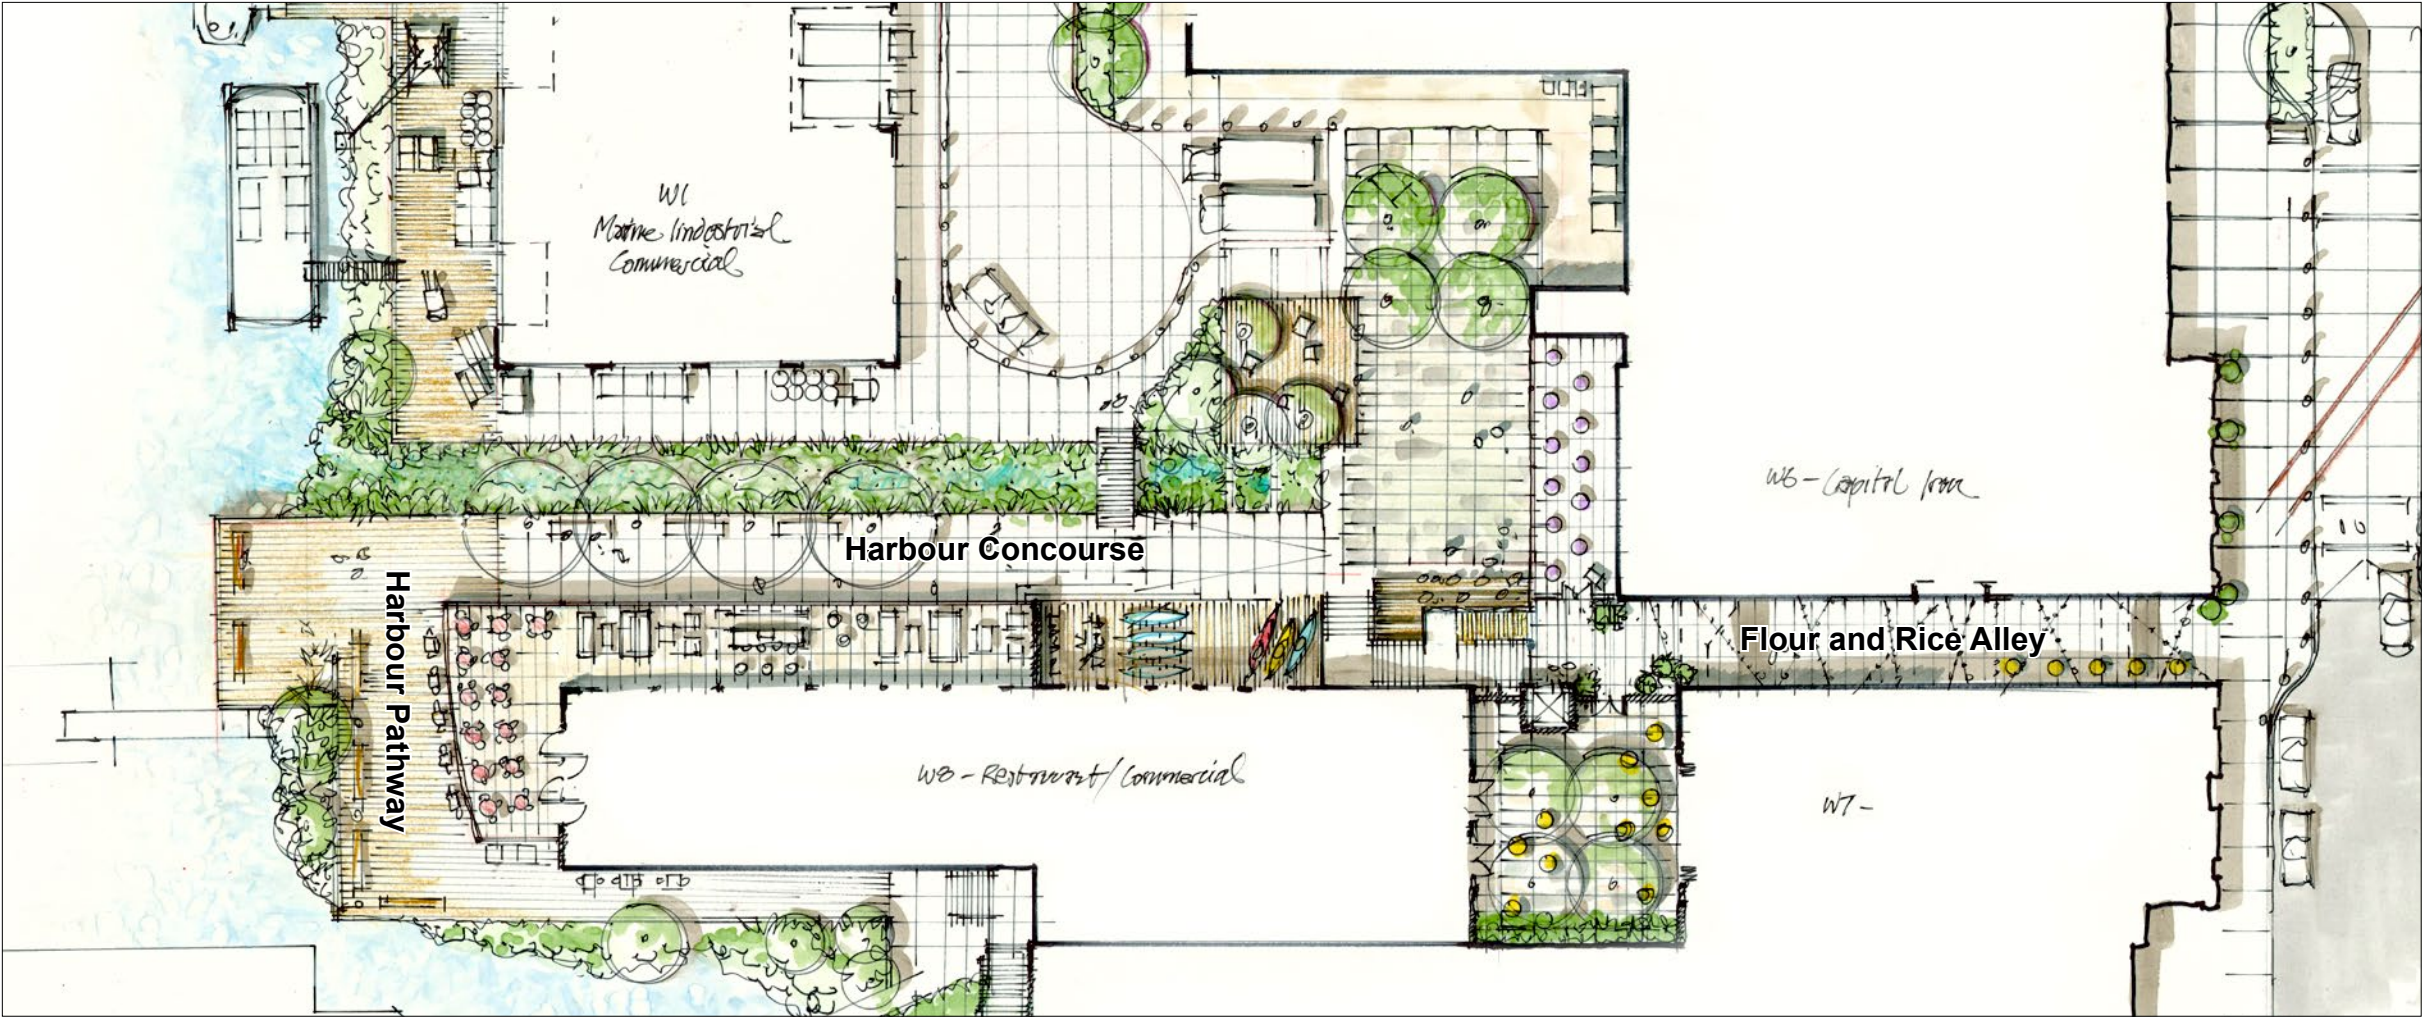 W1
Marine Industrial
Commercial
W6 - Capital Iron
Harbour Concourse
Harbour Pathway
Flour and Rice Alley
W8 - Restaurant/Commercial
W7 -